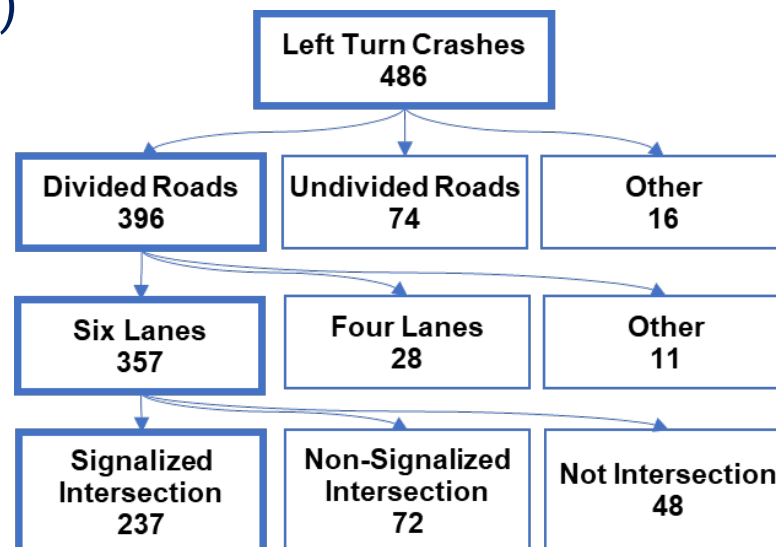 )
Left Turn Crashes
486
Divided Roads
396
Undivided Roads
74
Other
16
Six Lanes
357
Four Lanes
28
Other
11
Signalized
Intersection
237
Non-Signalized
Intersection
72
Not Intersection
48